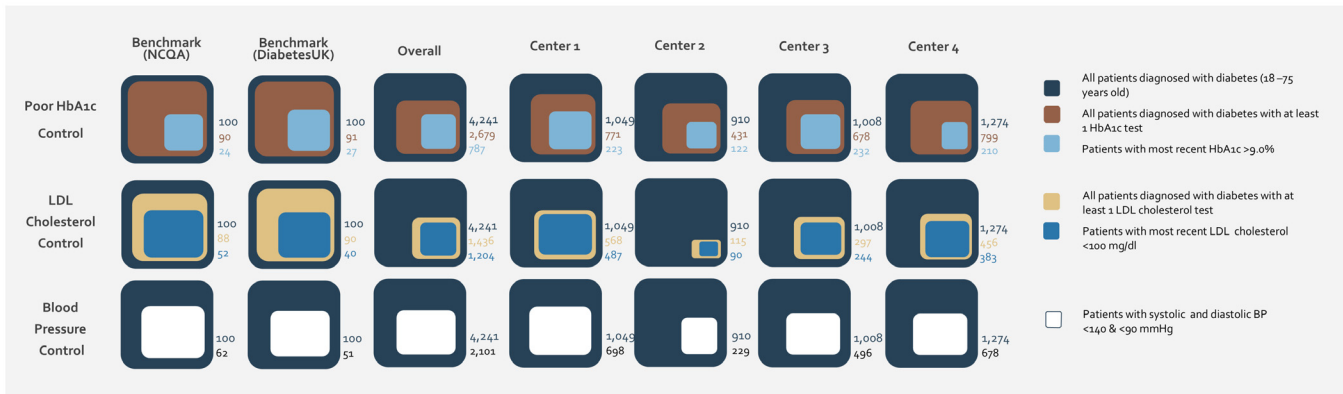 Benchmark
(NCQA)
Benchmark
(DiabetesUK)
Overall
Center 1
Center 2
Center 3
Center 4
Poor HbA1c
Control
100
90
24
100
91
27
4,241
2,679
787
1,049
771
223
910
431
122
1,008
678
232
1,274
799
210
All patients diagnosed with diabetes (18 –75
years old)
All patients diagnosed with diabetes with at least
1 HbA1c test
Patients with most recent HbA1c >9.0%
LDL
Cholesterol
Control
100
88
52
100
90
40
4,241
1,436
1,204
1,049
568
487
910
115
90
1,008
297
244
1,274
456
383
All patients diagnosed with diabetes with at
least 1 LDL cholesterol test
Patients with most recent LDL cholesterol
<100 mg/dl
Blood
Pressure
Control
100
62
100
51
4,241
2,101
1,049
698
910
229
1,008
496
1,274
678
Patients with systolic and diastolic BP
<140 & <90 mmHg